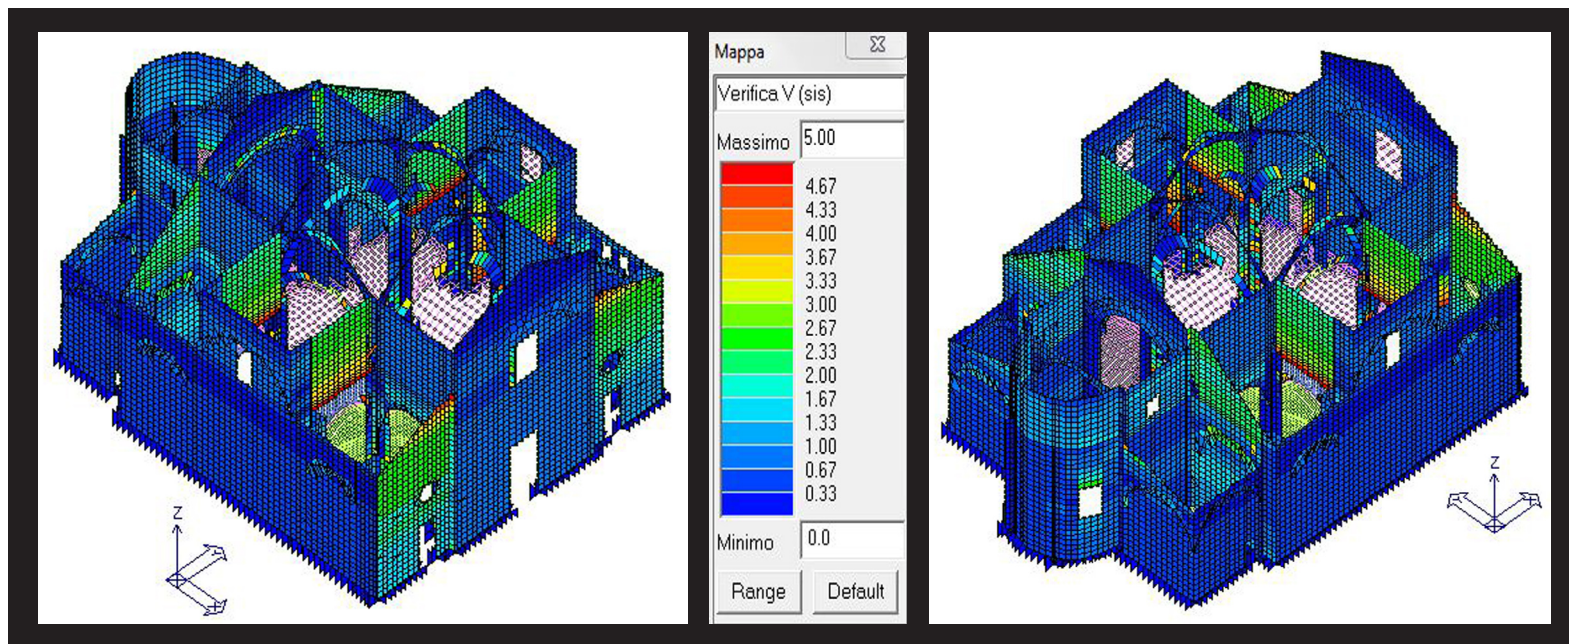 Mappa
Verifica V (sis)
Massimo 5.00
4.67
4.33
4.00
3.67
3.33
3.00
2.67
2.33
2.00
1.67
1.33
1.00
0.67
0.33
Minimo 0.0
Range Default
Z
Z